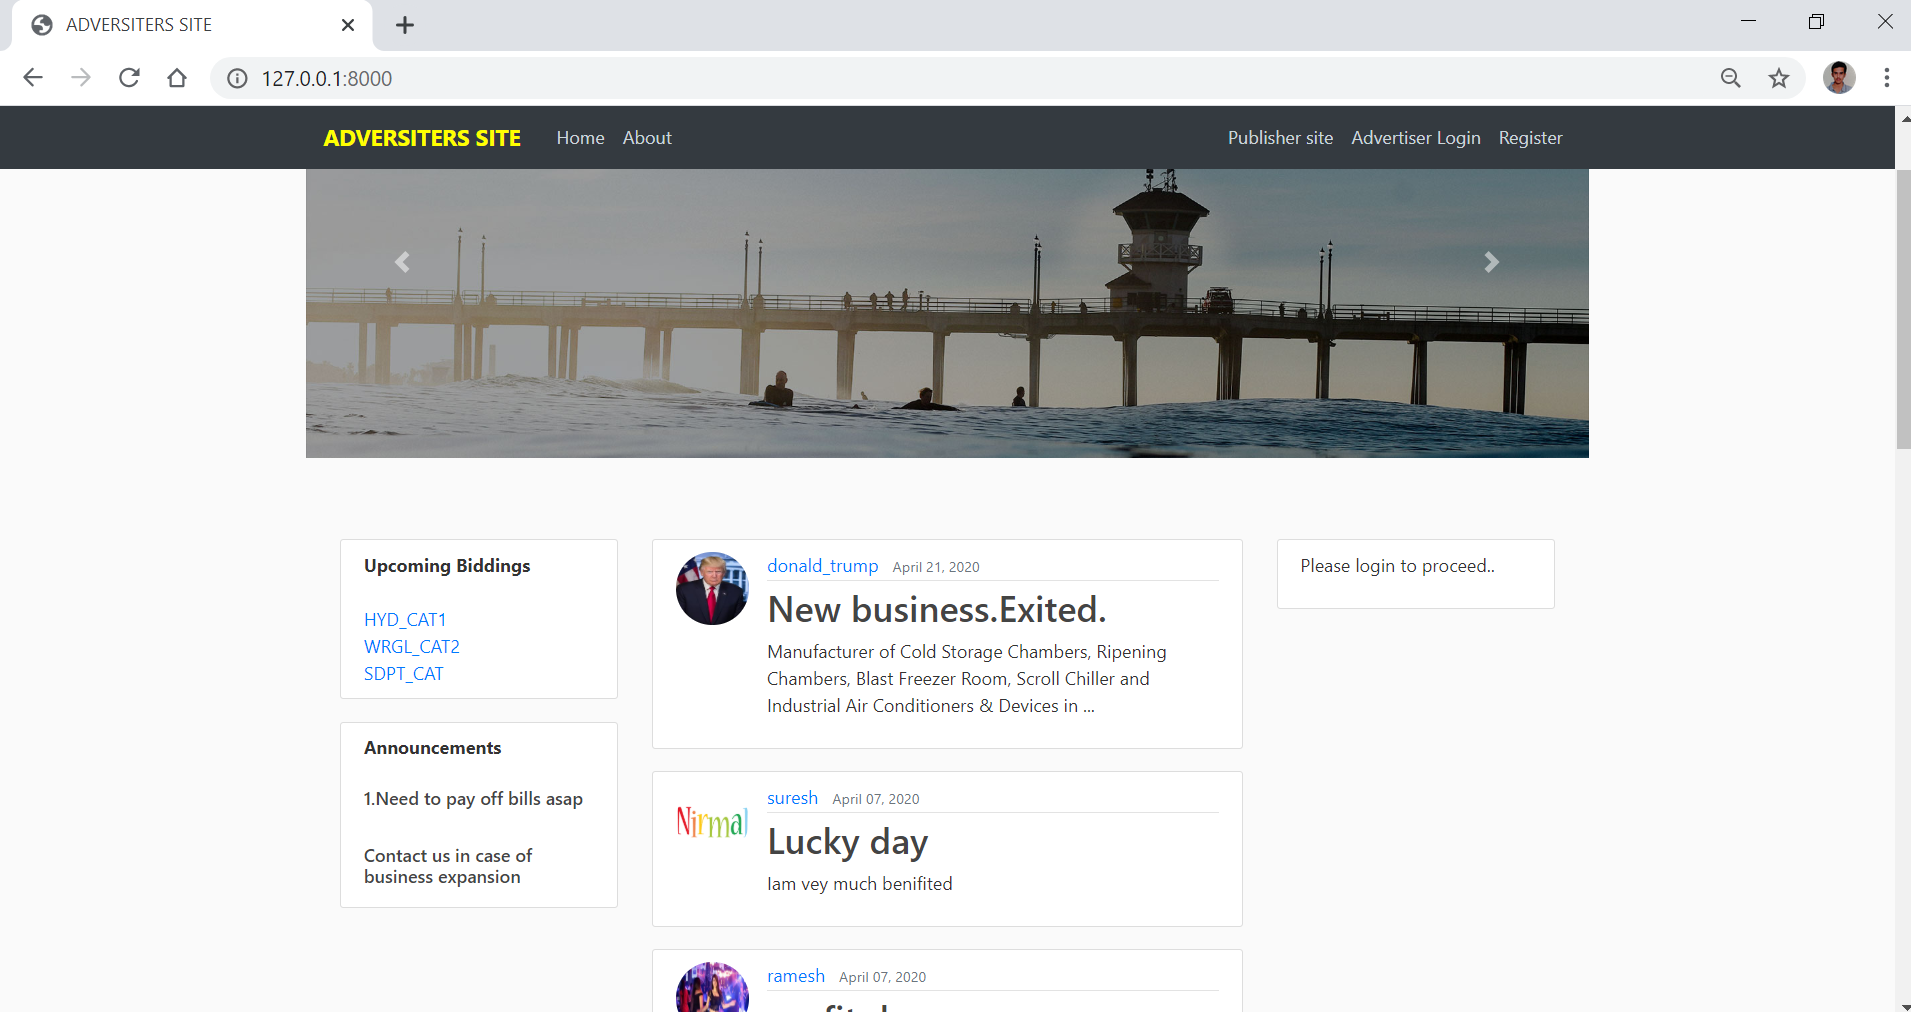 ADVERSITERS SITE
127.0.0.1:8000
ADVERSITERS SITE Home About Publisher site Advertiser Login Register
Upcoming Biddings
HYD_CAT1
WRGL_CAT2
SDPT_CAT
Announcements
1.Need to pay off bills asap
Contact us in case of
business expansion
donald_trump April 21, 2020
New business.Exited.
Manufacturer of Cold Storage Chambers, Ripening
Chambers, Blast Freezer Room, Scroll Chiller and
Industrial Air Conditioners & Devices in ...
Nirmal
suresh April 07, 2020
Lucky day
Iam vey much benifited
ramesh April 07, 2020
Please login to proceed..